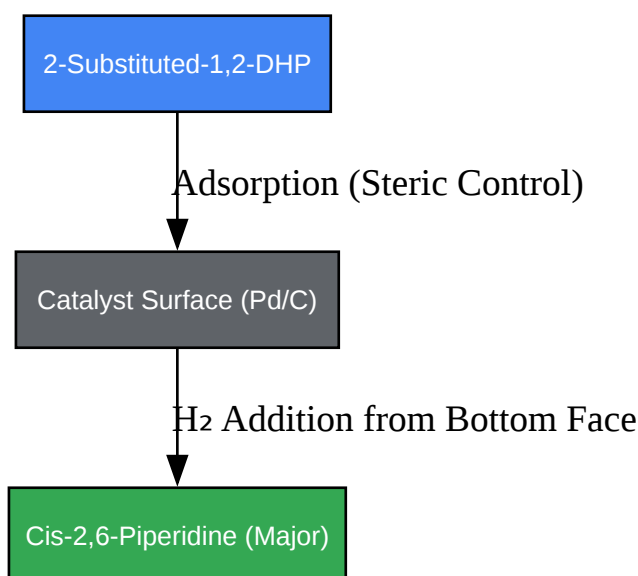 2-Substituted-1,2-DHP
Adsorption (Steric Control)
Catalyst Surface (Pd/C)
H₂ Addition from Bottom Face
Cis-2,6-Piperidine (Major)